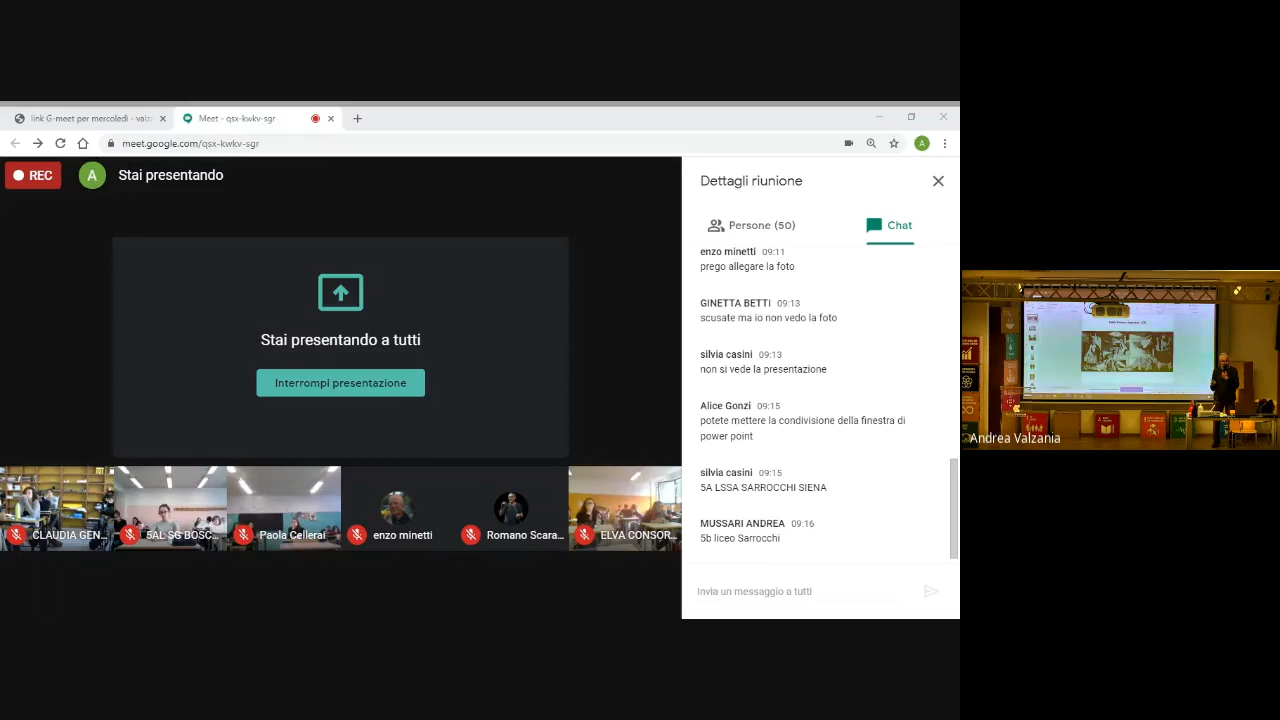 link G-meet per mercoledì - valz
Meet - qsx-kwkv-sgr
meet.google.com/qsx-kwkv-sgr
A
REC
A
Stai presentando
Stai presentando a tutti
Interrompi presentazione
CLAUDIA GEN...
5AL SG BOSC...
Paola Cellerai
enzo minetti
Romano Scara...
ELVA CONSOR...
Dettagli riunione
Persone (50)
Chat
enzo minetti 09:11
prego allegare la foto
GINETTA BETTI 09:13
scusate ma io non vedo la foto
silvia casini 09:13
non si vede la presentazione
Alice Gonzi 09:15
potete mettere la condivisione della finestra di
power point
silvia casini 09:15
5A LSSA SARROCCHI SIENA
MUSSARI ANDREA 09:16
5b liceo Sarrocchi
Invia un messaggio a tutti
Andrea Valzania